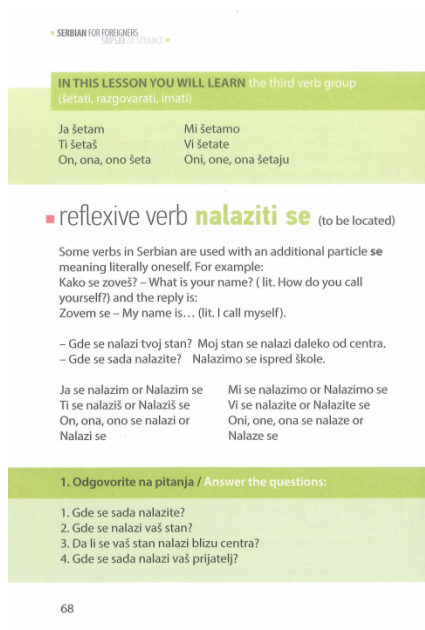 SERBIAN FOR FOREIGNERS
SRPSKI ZA STRANCE
IN THIS LESSON YOU WILL LEARN the third verb group
(šetati, razgovarati, imati)
Ja šetam Mi šetamo
Ti šetaš Vi šetate
On, ona, ono šeta Oni, one, ona šetaju
reflexive verb nalaziti se (to be located)
Some verbs in Serbian are used with an additional particle se
meaning literally oneself. For example:
Kako se zoveš? – What is your name? ( lit. How do you call
yourself?) and the reply is:
Zovem se – My name is... (lit. I call myself).
– Gde se nalazi tvoj stan? Moj stan se nalazi daleko od centra.
– Gde se sada nalazite? Nalazimo se ispred škole.
Ja se nalazim or Nalazim se Mi se nalazimo or Nalazimo se
Ti se nalaziš or Nalaziš se Vi se nalazite or Nalazite se
On, ona, ono se nalazi or Oni, one, ona se nalaze or
Nalazi se Nalaze se
1. Odgovorite na pitanja / Answer the questions:
1. Gde se sada nalazite?
2. Gde se nalazi vaš stan?
3. Da li se vaš stan nalazi blizu centra?
4. Gde se sada nalazi vaš prijatelj?
68